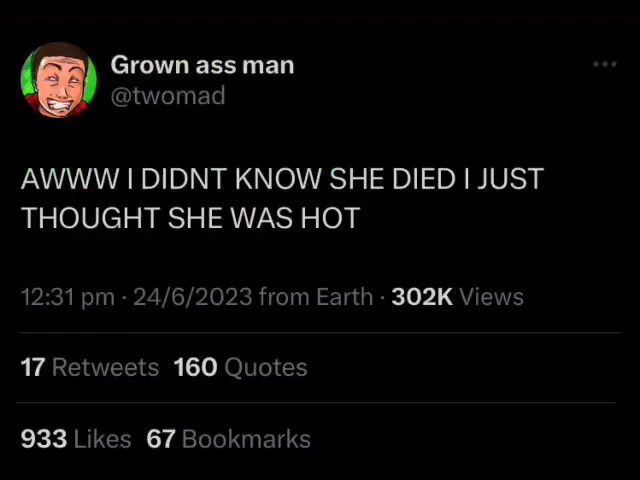 Grown ass man
@twomad
AWWW I DIDNT KNOW SHE DIED I JUST
THOUGHT SHE WAS HOT
12:31 pm · 24/6/2023 from Earth · 302K Views
17 Retweets 160 Quotes
933 Likes 67 Bookmarks